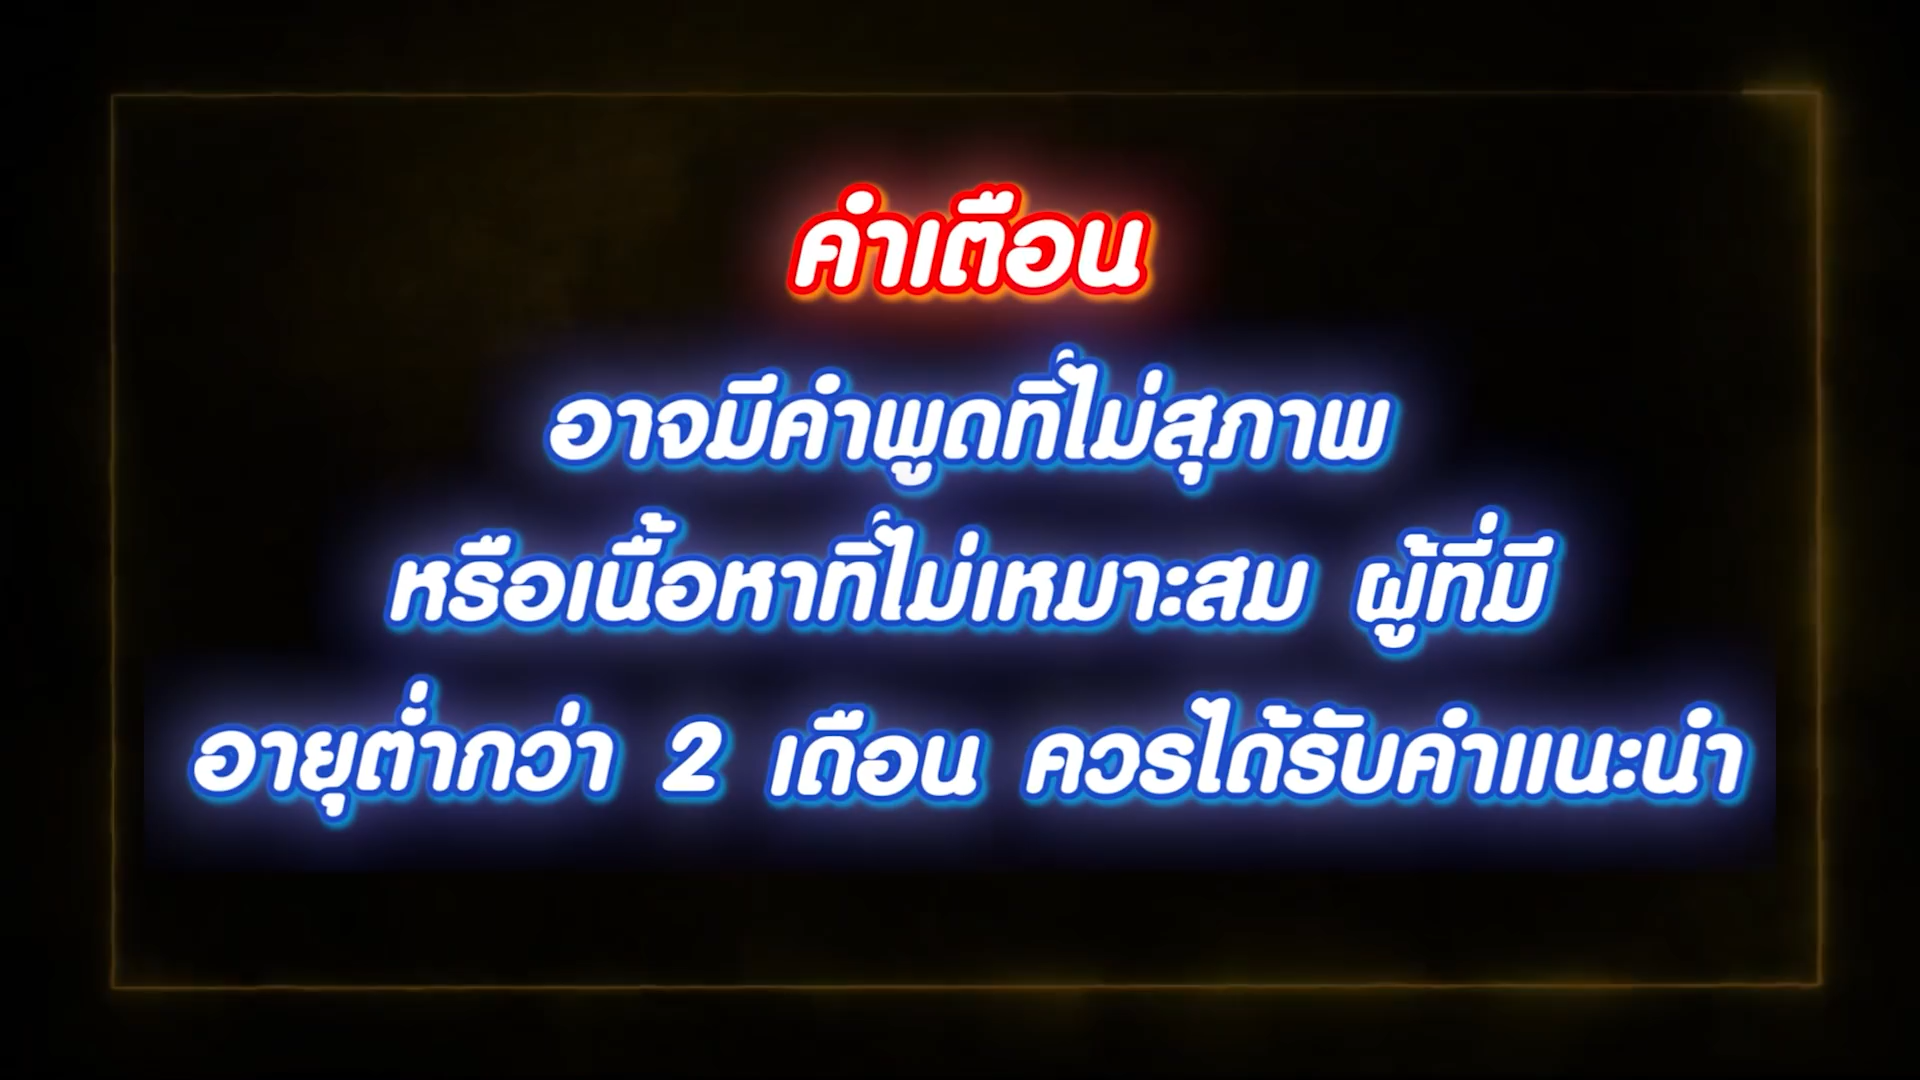 คำเตือน
อาจมีคำพูดที่ไม่สุภาพ
หรือเนื้อหาที่ไม่เหมาะสม ผู้ที่มี
อายุต่ำกว่า 2 เดือน ควรได้รับคำแนะนำ